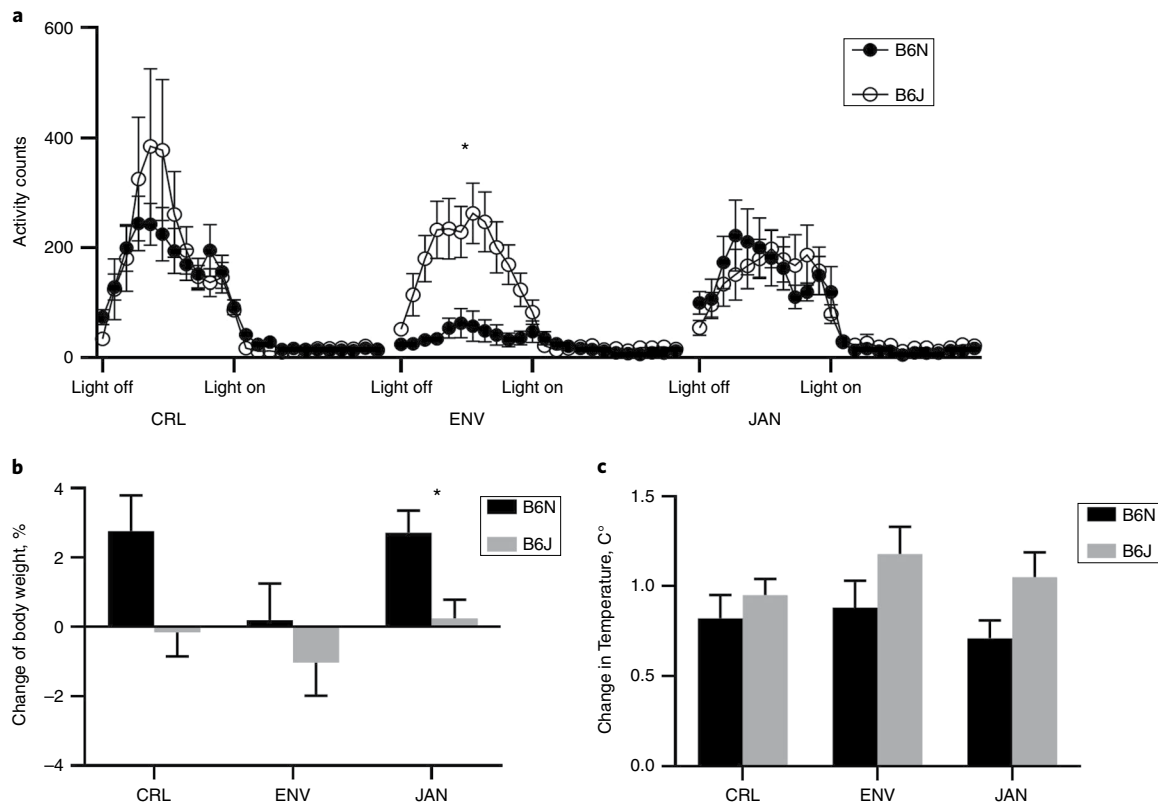 a
600
400
200
0
Activity counts
B6N
B6J
*
Light off Light on Light off Light on Light off Light on
CRL ENV JAN
b
4
2
0
–2
–4
Change of body weight, %
*
B6N
B6J
CRL ENV JAN
c
1.5
1.0
0.5
0.0
Change in Temperature, C°
B6N
B6J
CRL ENV JAN